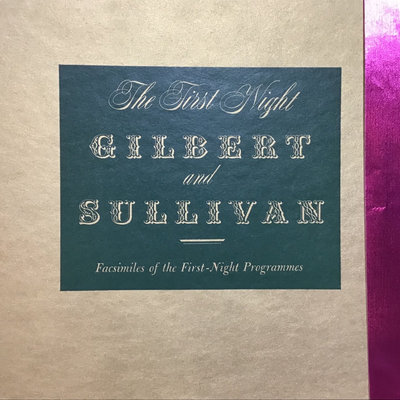 The First Night
GILBERT
and
SULLIVAN
Facsimiles of the First-Night Programmes